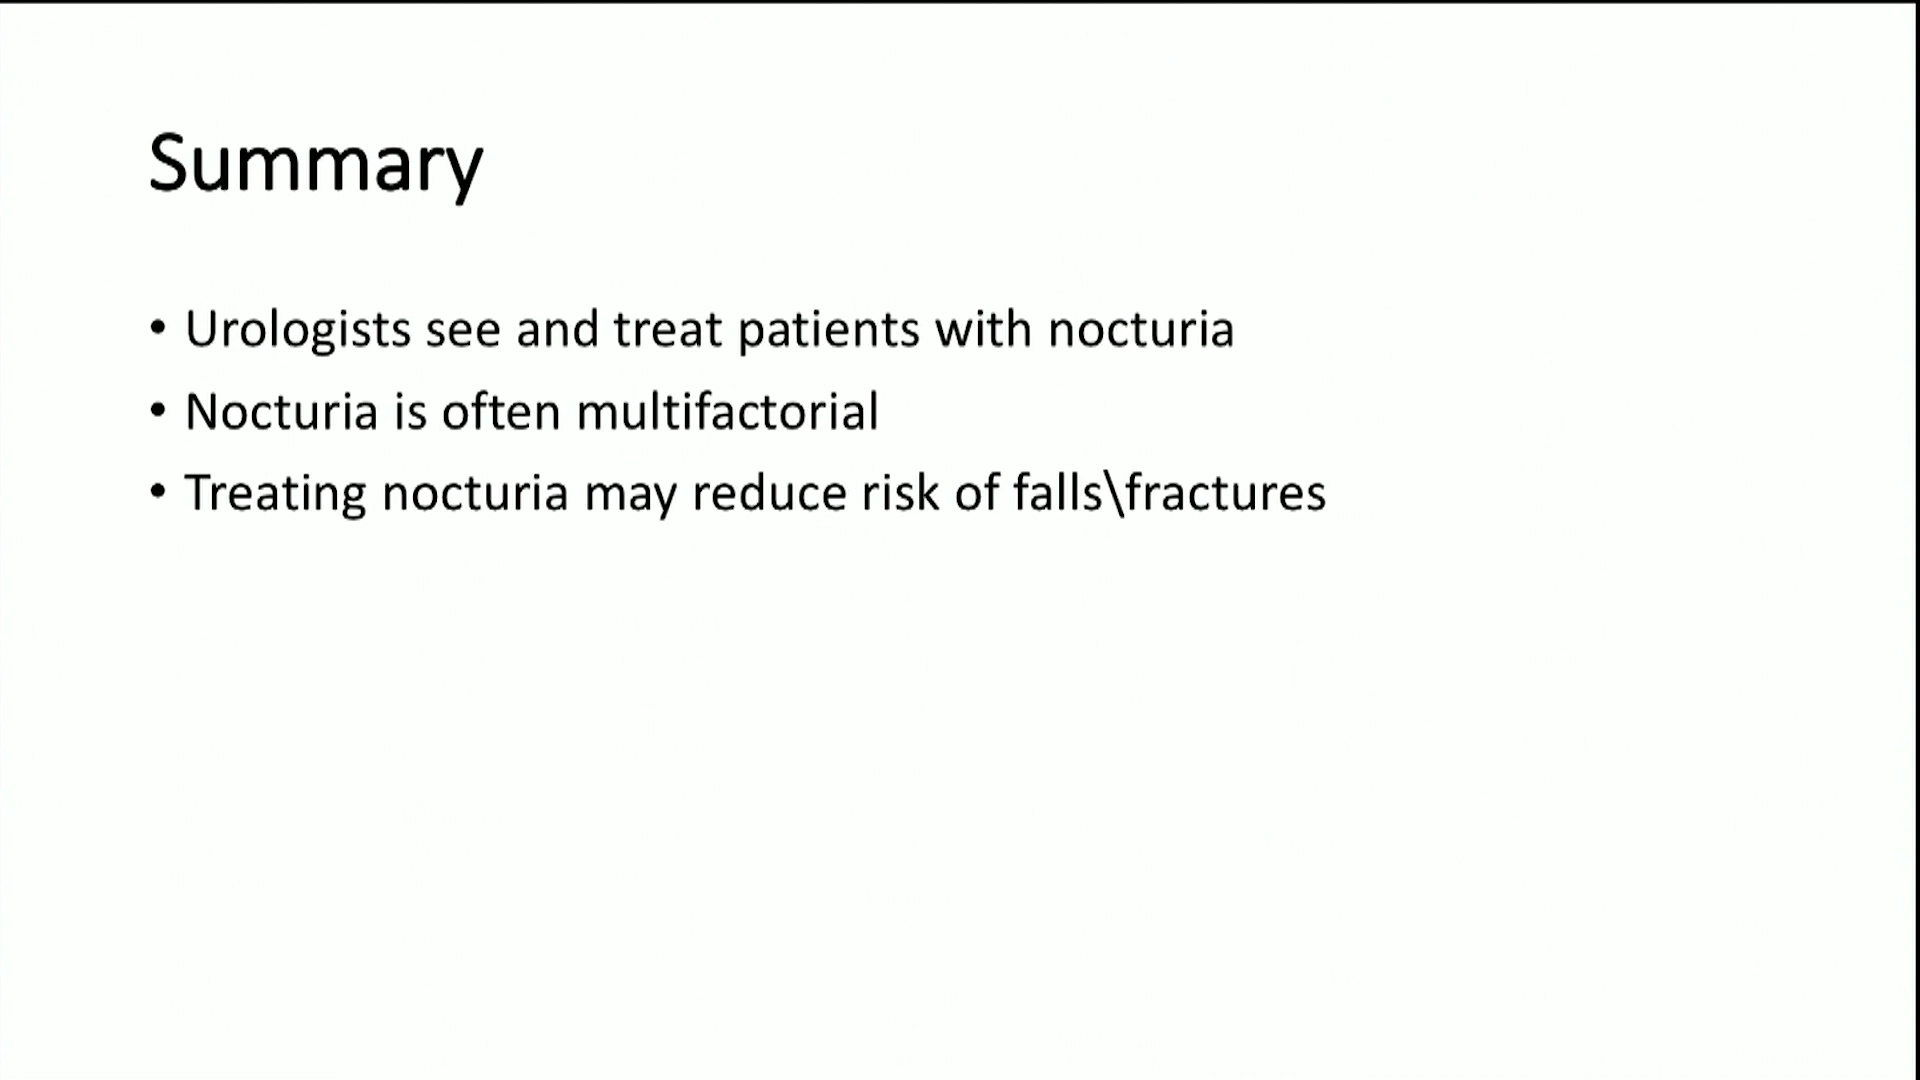 Summary
• Urologists see and treat patients with nocturia
• Nocturia is often multifactorial
• Treating nocturia may reduce risk of falls\fractures